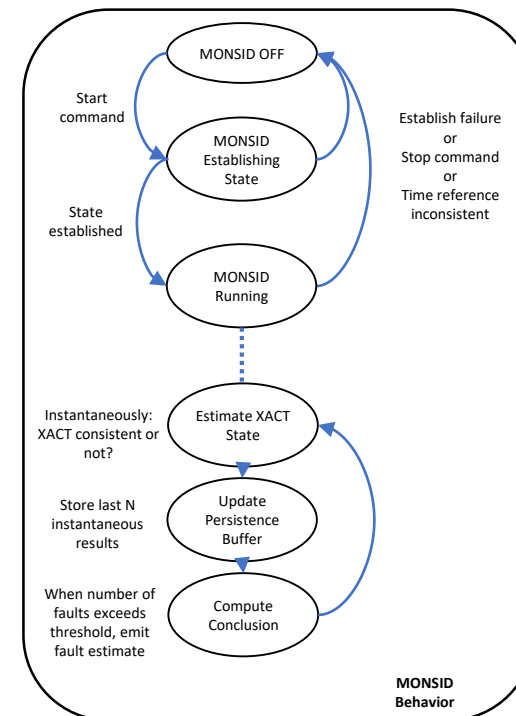 MONSID OFF
Start
command
MONSID
Establishing
State
Establish failure
or
Stop command
or
Time reference
inconsistent
State
established
MONSID
Running
Instantaneously:
XACT consistent or
not?
Estimate XACT
State
Store last N
instantaneous
results
Update
Persistence
Buffer
When number of
faults exceeds
threshold, emit
fault estimate
Compute
Conclusion
MONSID
Behavior